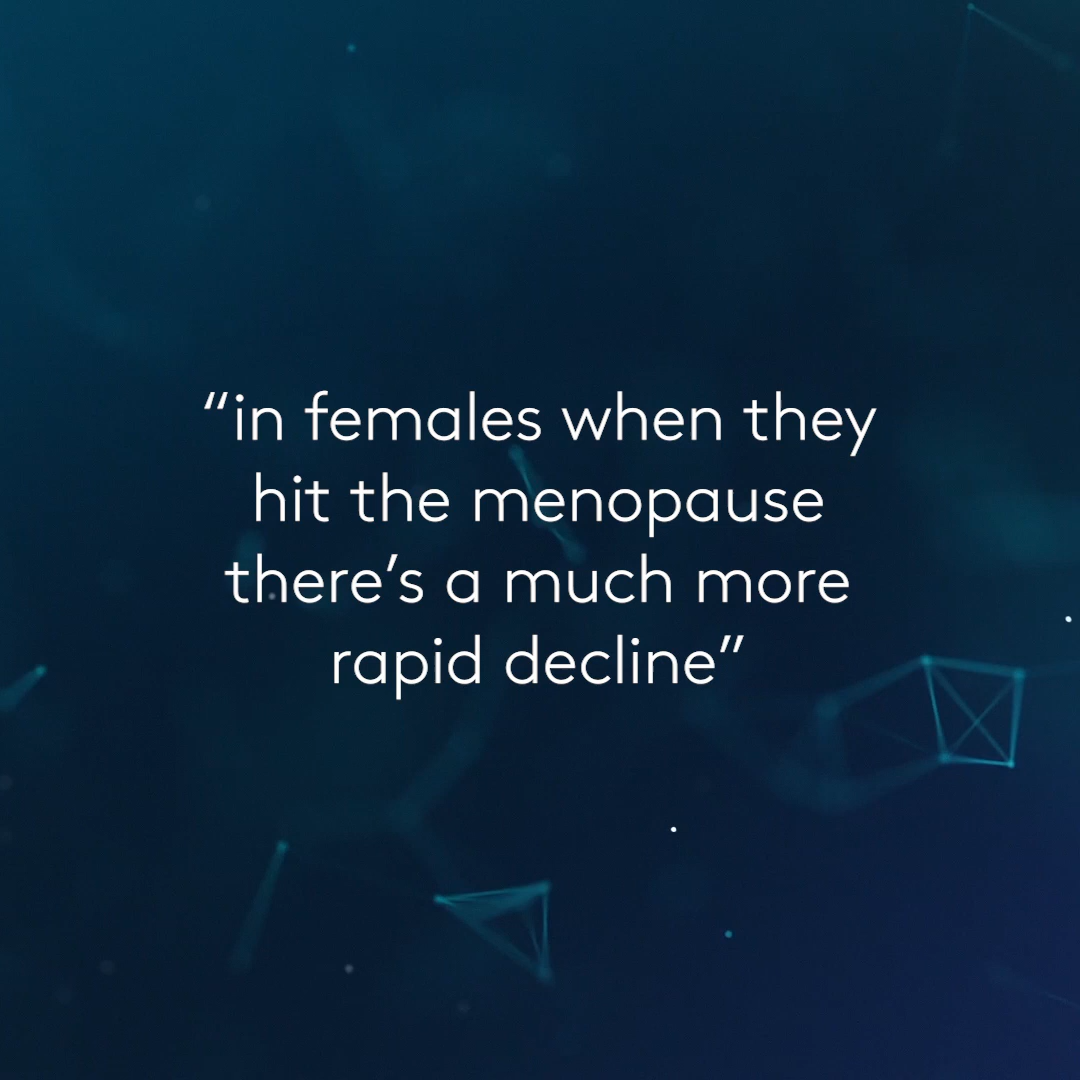 “in females when they
hit the menopause
there’s a much more
rapid decline”